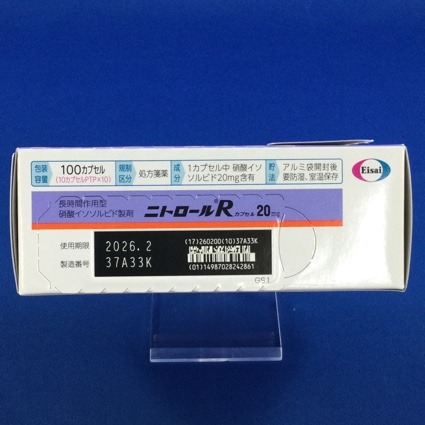 包装容量 100カプセル (10カプセルPTP×10) 規制区分 処方箋薬 成分 1カプセル中 硝酸イソソルビド20mg含有 貯法 アルミ袋開封後要防湿、室温保存 Eisai
長時間作用型
硝酸イソソルビド製剤
ニトロール®Rカプセル20mg
使用期限 2026.2
製造番号 37A33K
(17)260200(10)37A33K
(01)14987028242861
GS1